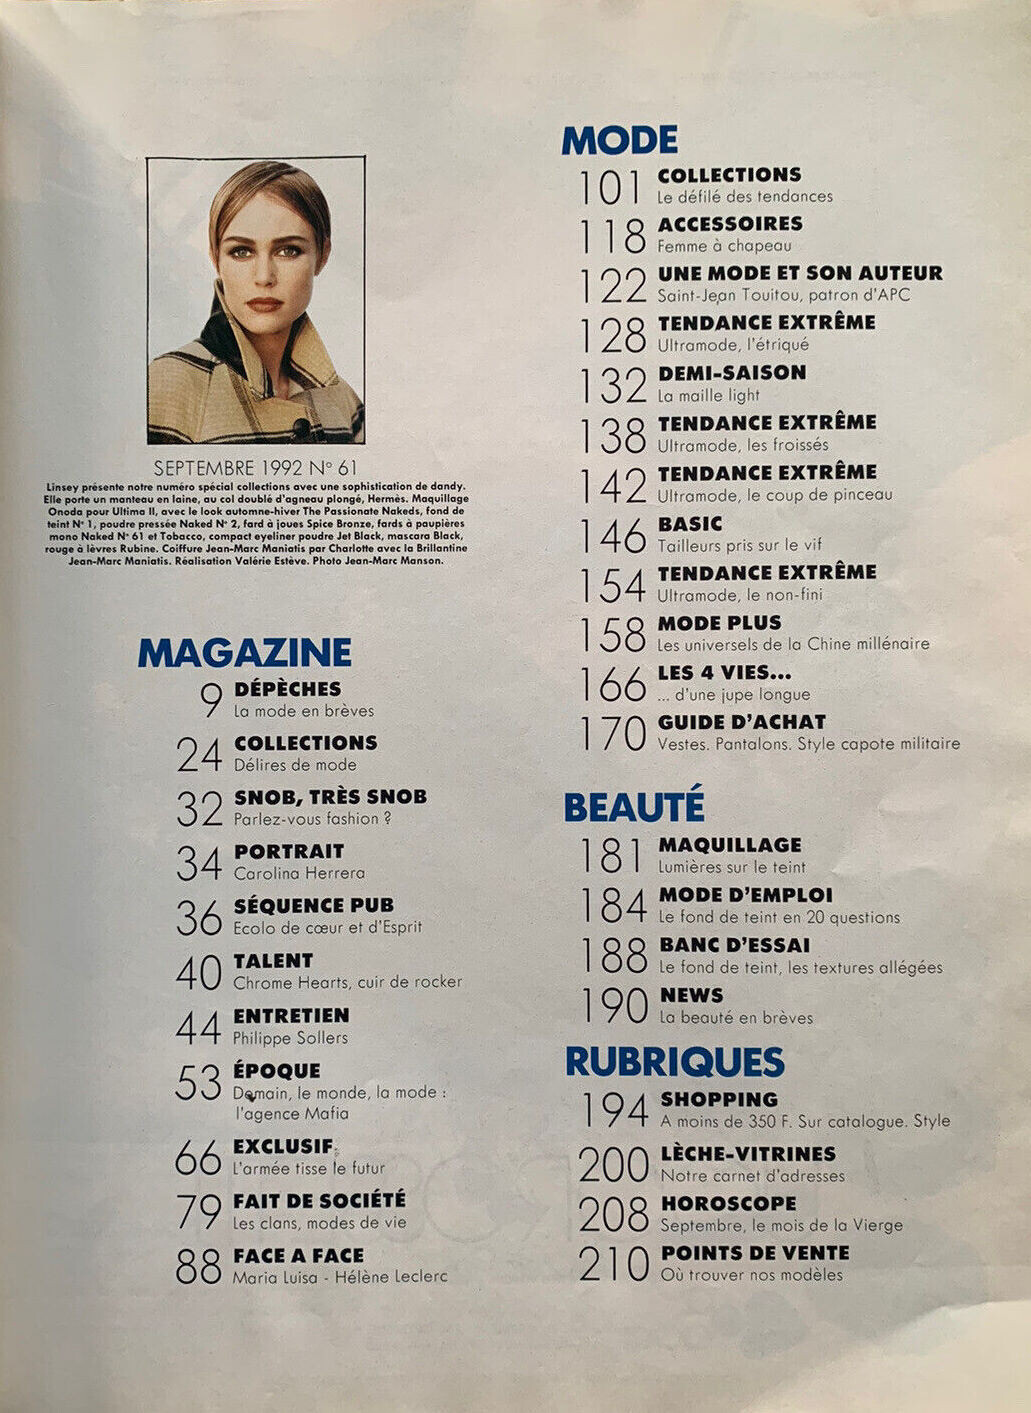 SEPTEMBRE 1992 N° 61
Linsey présente notre numéro spécial collections avec une sophistication de dandy.
Elle porte un manteau en laine, au col doublé d'agneau plongé, Hermès. Maquillage
Onoda pour Ultima II, avec le look automne-hiver The Passionate Nakeds, fond de
teint N° 1, poudre pressée Naked N° 2, fard à joues Spice Bronze, fards à paupières
mono Naked N° 61 et Tobacco, compact eyeliner poudre Jet Black, mascara Black,
rouge à lèvres Rubine. Coiffure Jean-Marc Maniatis par Charlotte avec la Brillantine
Jean-Marc Maniatis. Réalisation Valérie Estève. Photo Jean-Marc Manson.
MAGAZINE
9 DÉPÈCHES
La mode en brèves
24 COLLECTIONS
Délires de mode
32 SNOB, TRÈS SNOB
Parlez-vous fashion ?
34 PORTRAIT
Carolina Herrera
36 SÉQUENCE PUB
Ecolo de cœur et d'Esprit
40 TALENT
Chrome Hearts, cuir de rocker
44 ENTRETIEN
Philippe Sollers
53 ÉPOQUE
Demain, le monde, la mode :
l'agence Mafia
66 EXCLUSIF
L'armée tisse le futur
79 FAIT DE SOCIÉTÉ
Les clans, modes de vie
88 FACE A FACE
Maria Luisa - Hélène Leclerc
MODE
101 COLLECTIONS
Le défilé des tendances
118 ACCESSOIRES
Femme à chapeau
122 UNE MODE ET SON AUTEUR
Saint-Jean Touitou, patron d'APC
128 TENDANCE EXTRÊME
Ultramode, l'étriqué
132 DEMI-SAISON
La maille light
138 TENDANCE EXTRÊME
Ultramode, les froissés
142 TENDANCE EXTRÊME
Ultramode, le coup de pinceau
146 BASIC
Tailleurs pris sur le vif
154 TENDANCE EXTRÊME
Ultramode, le non-fini
158 MODE PLUS
Les universels de la Chine millénaire
166 LES 4 VIES...
... d'une jupe longue
170 GUIDE D'ACHAT
Vestes. Pantalons. Style capote militaire
BEAUTÉ
181 MAQUILLAGE
Lumières sur le teint
184 MODE D'EMPLOI
Le fond de teint en 20 questions
188 BANC D'ESSAI
Le fond de teint, les textures allégées
190 NEWS
La beauté en brèves
RUBRIQUES
194 SHOPPING
A moins de 350 F. Sur catalogue. Style
200 LÈCHE-VITRINES
Notre carnet d'adresses
208 HOROSCOPE
Septembre, le mois de la Vierge
210 POINTS DE VENTE
Où trouver nos modèles